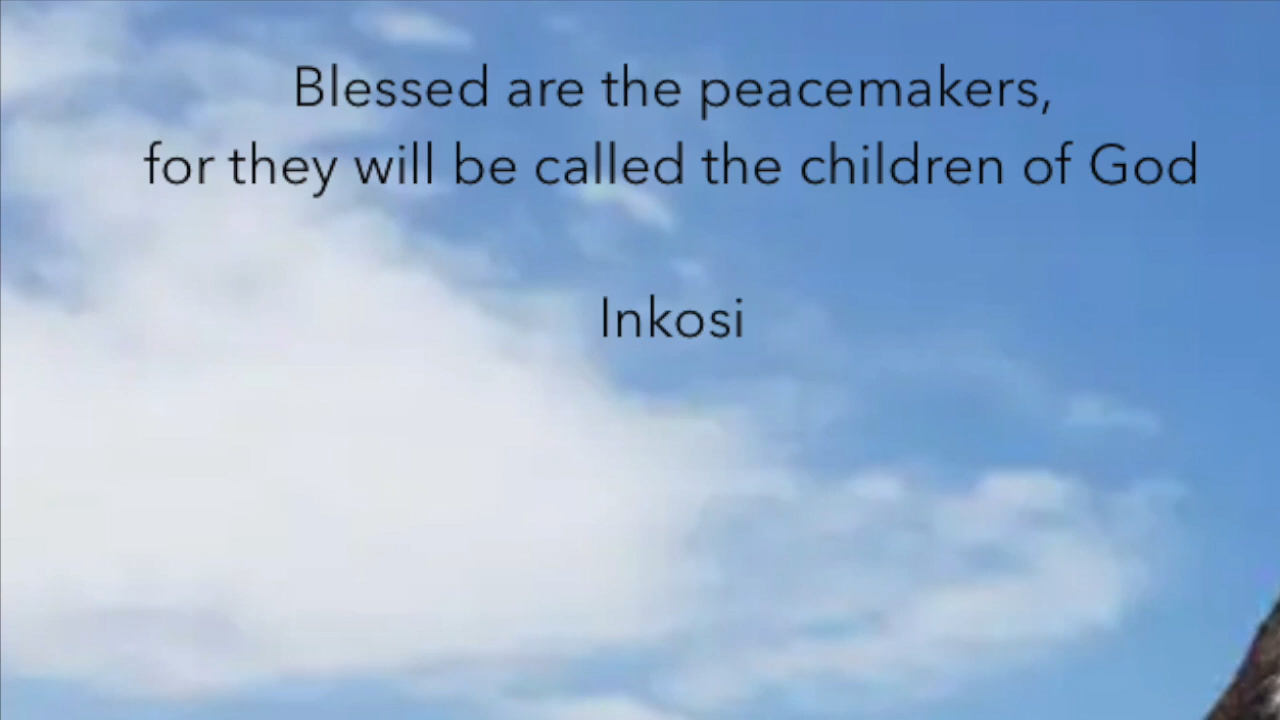 Blessed are the peacemakers,
for they will be called the children of God
Inkosi